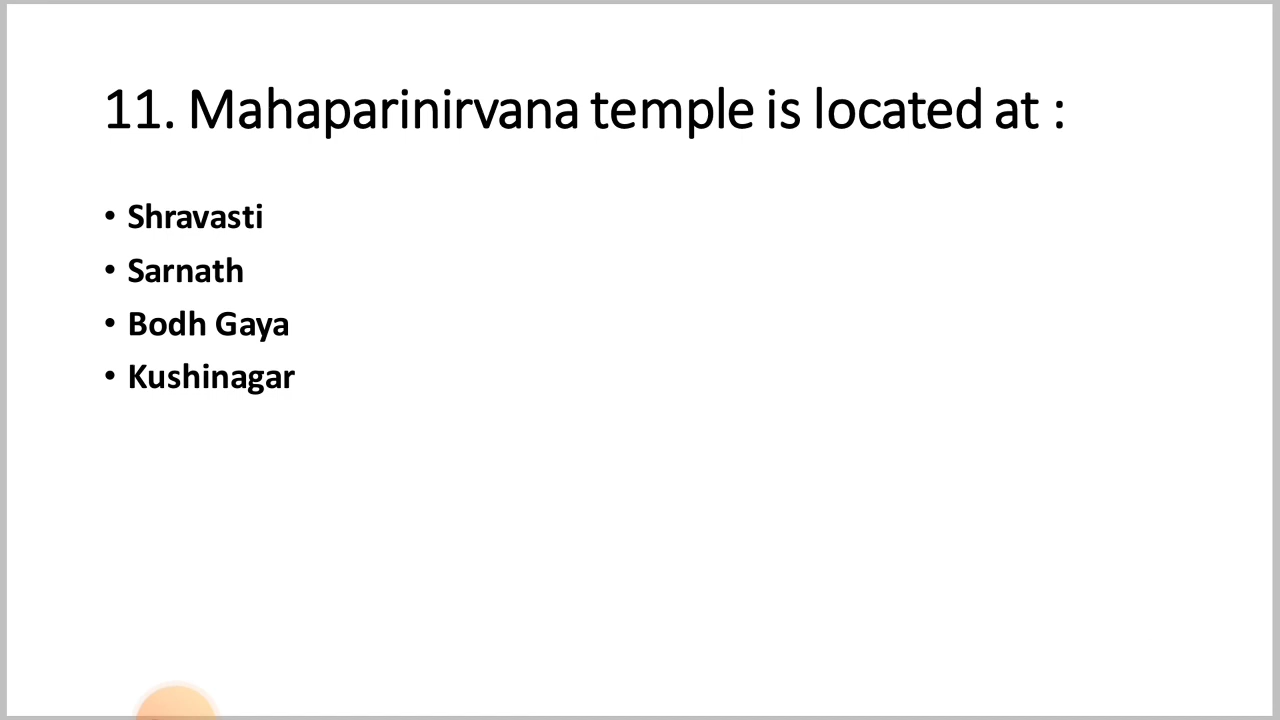 11. Mahaparinirvana temple is located at :
• Shravasti
• Sarnath
• Bodh Gaya
• Kushinagar